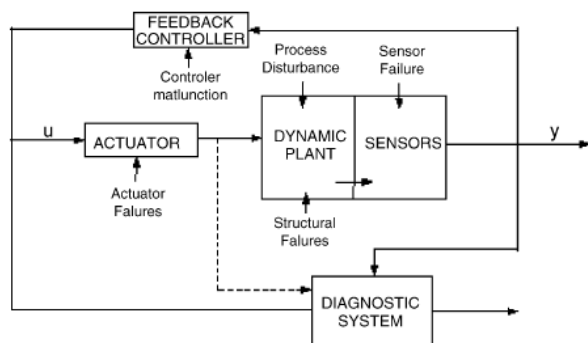 FEEDBACK
CONTROLLER
Controler
matlunction
Process
Disturbance
Sensor
Failure
u
ACTUATOR
DYNAMIC
PLANT
SENSORS
y
Actuator
Falures
Structural
Falures
DIAGNOSTIC
SYSTEM